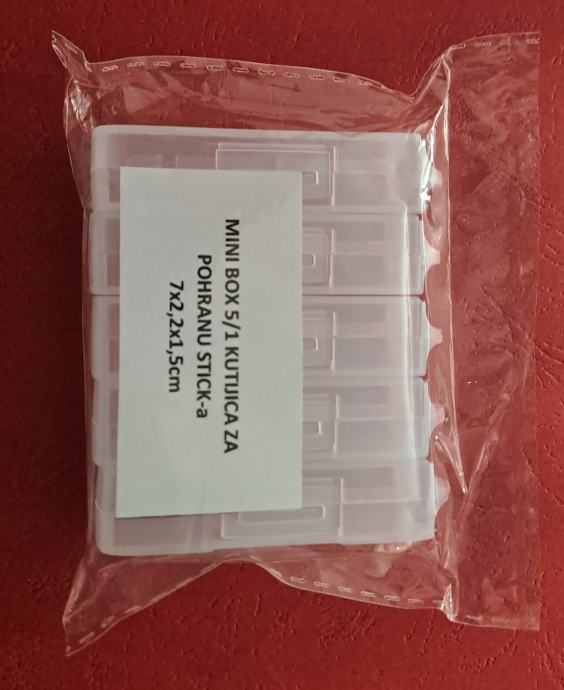 MINI BOX 5/1 KUTIJICA ZA
POHRANU STICK-a
7x2,2x1,5cm